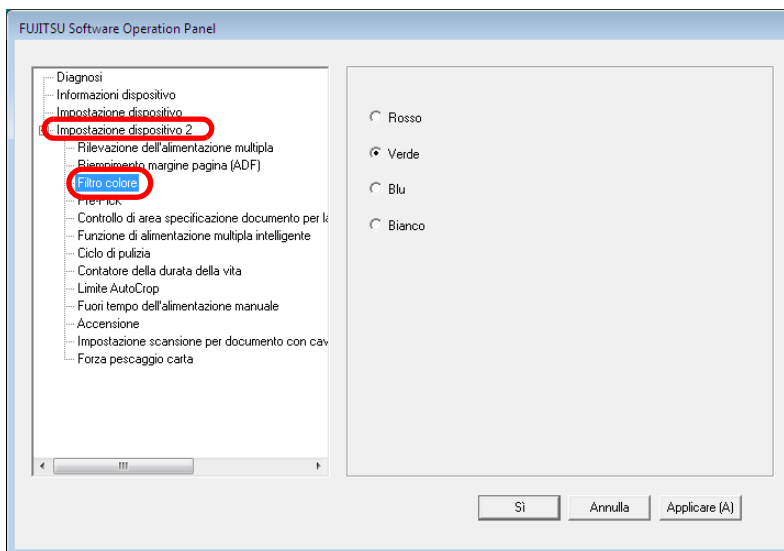 FUJITSU Software Operation Panel
Diagnosi
Informazioni dispositivo
Impostazione dispositivo
Impostazione dispositivo 2
Rilevazione dell'alimentazione multipla
Riempimento margine pagina (ADF)
Filtro colore
Pre-Pick
Controllo di area specificazione documento per la
Funzione di alimentazione multipla intelligente
Ciclo di pulizia
Contatore della durata della vita
Limite AutoCrop
Fuori tempo dell'alimentazione manuale
Accensione
Impostazione scansione per documento con cav
Forza pescaggio carta
Rosso
Verde
Blu
Bianco
Sì
Annulla
Applicare (A)